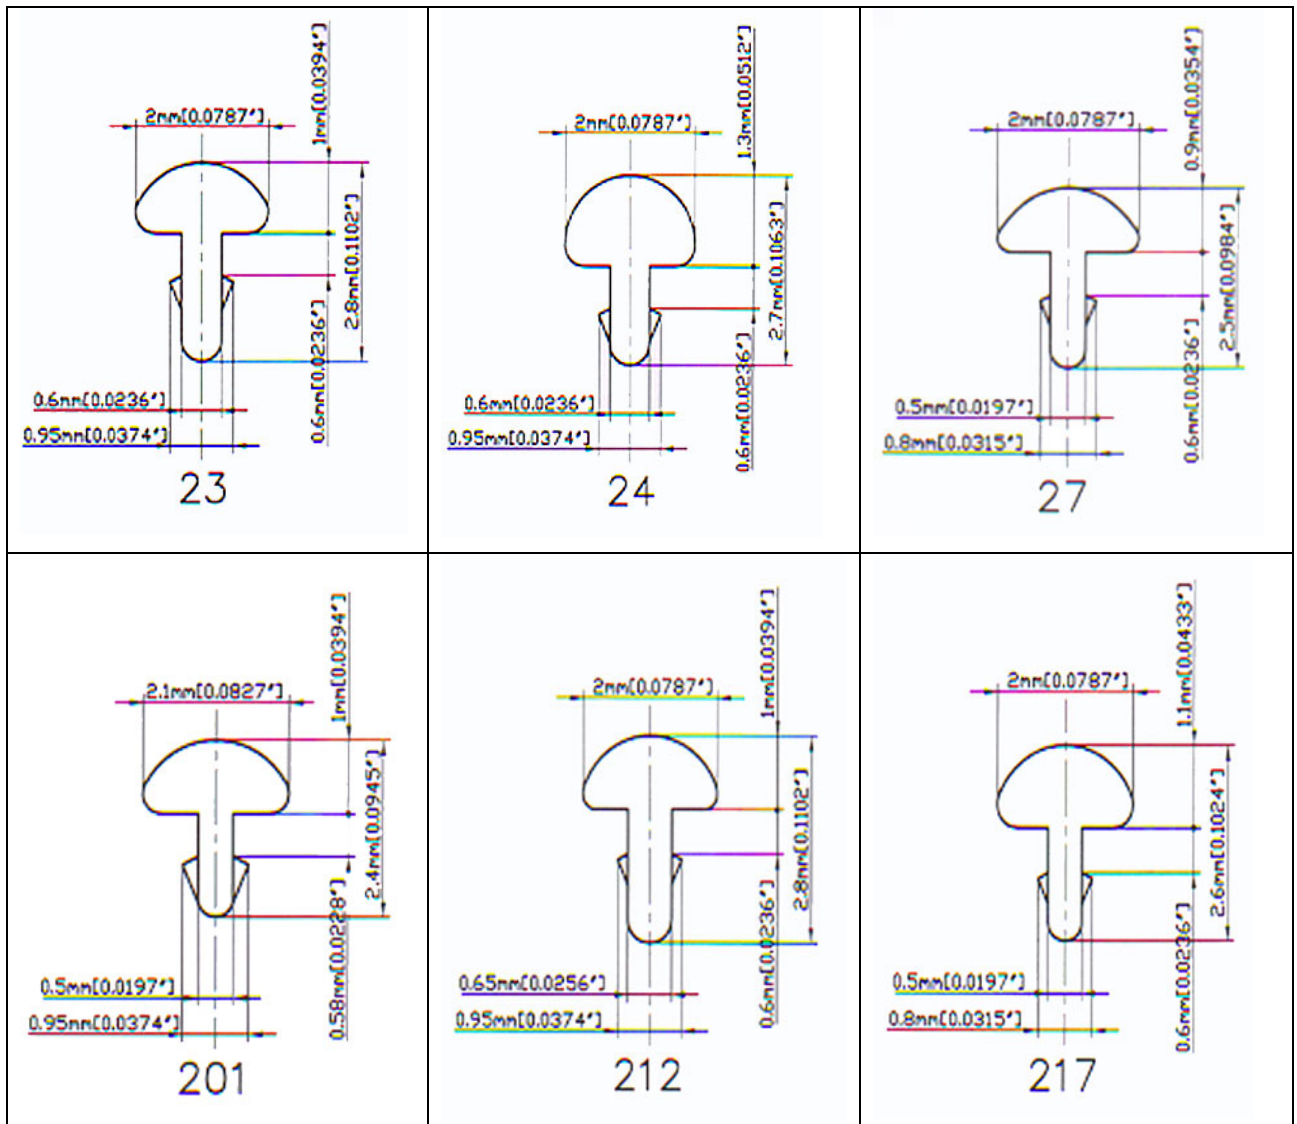 2mm[0.0787"]
1mm[0.0394"]
2.8mm[0.1102"]
0.6mm[0.0236"]
0.6mm[0.0236"]
0.95mm[0.0374"]
23
2mm[0.0787"]
1.3mm[0.0512"]
2.7mm[0.1063"]
0.6mm[0.0236"]
0.6mm[0.0236"]
0.95mm[0.0374"]
24
2mm[0.0787"]
0.9mm[0.0354"]
2.5mm[0.0984"]
0.6mm[0.0236"]
0.5mm[0.0197"]
0.8mm[0.0315"]
27
2.1mm[0.0827"]
1mm[0.0394"]
2.4mm[0.0945"]
0.58mm[0.0228"]
0.5mm[0.0197"]
0.95mm[0.0374"]
201
2mm[0.0787"]
1mm[0.0394"]
2.8mm[0.1102"]
0.6mm[0.0236"]
0.65mm[0.0256"]
0.95mm[0.0374"]
212
2mm[0.0787"]
1.1mm[0.0433"]
2.6mm[0.1024"]
0.6mm[0.0236"]
0.5mm[0.0197"]
0.8mm[0.0315"]
217